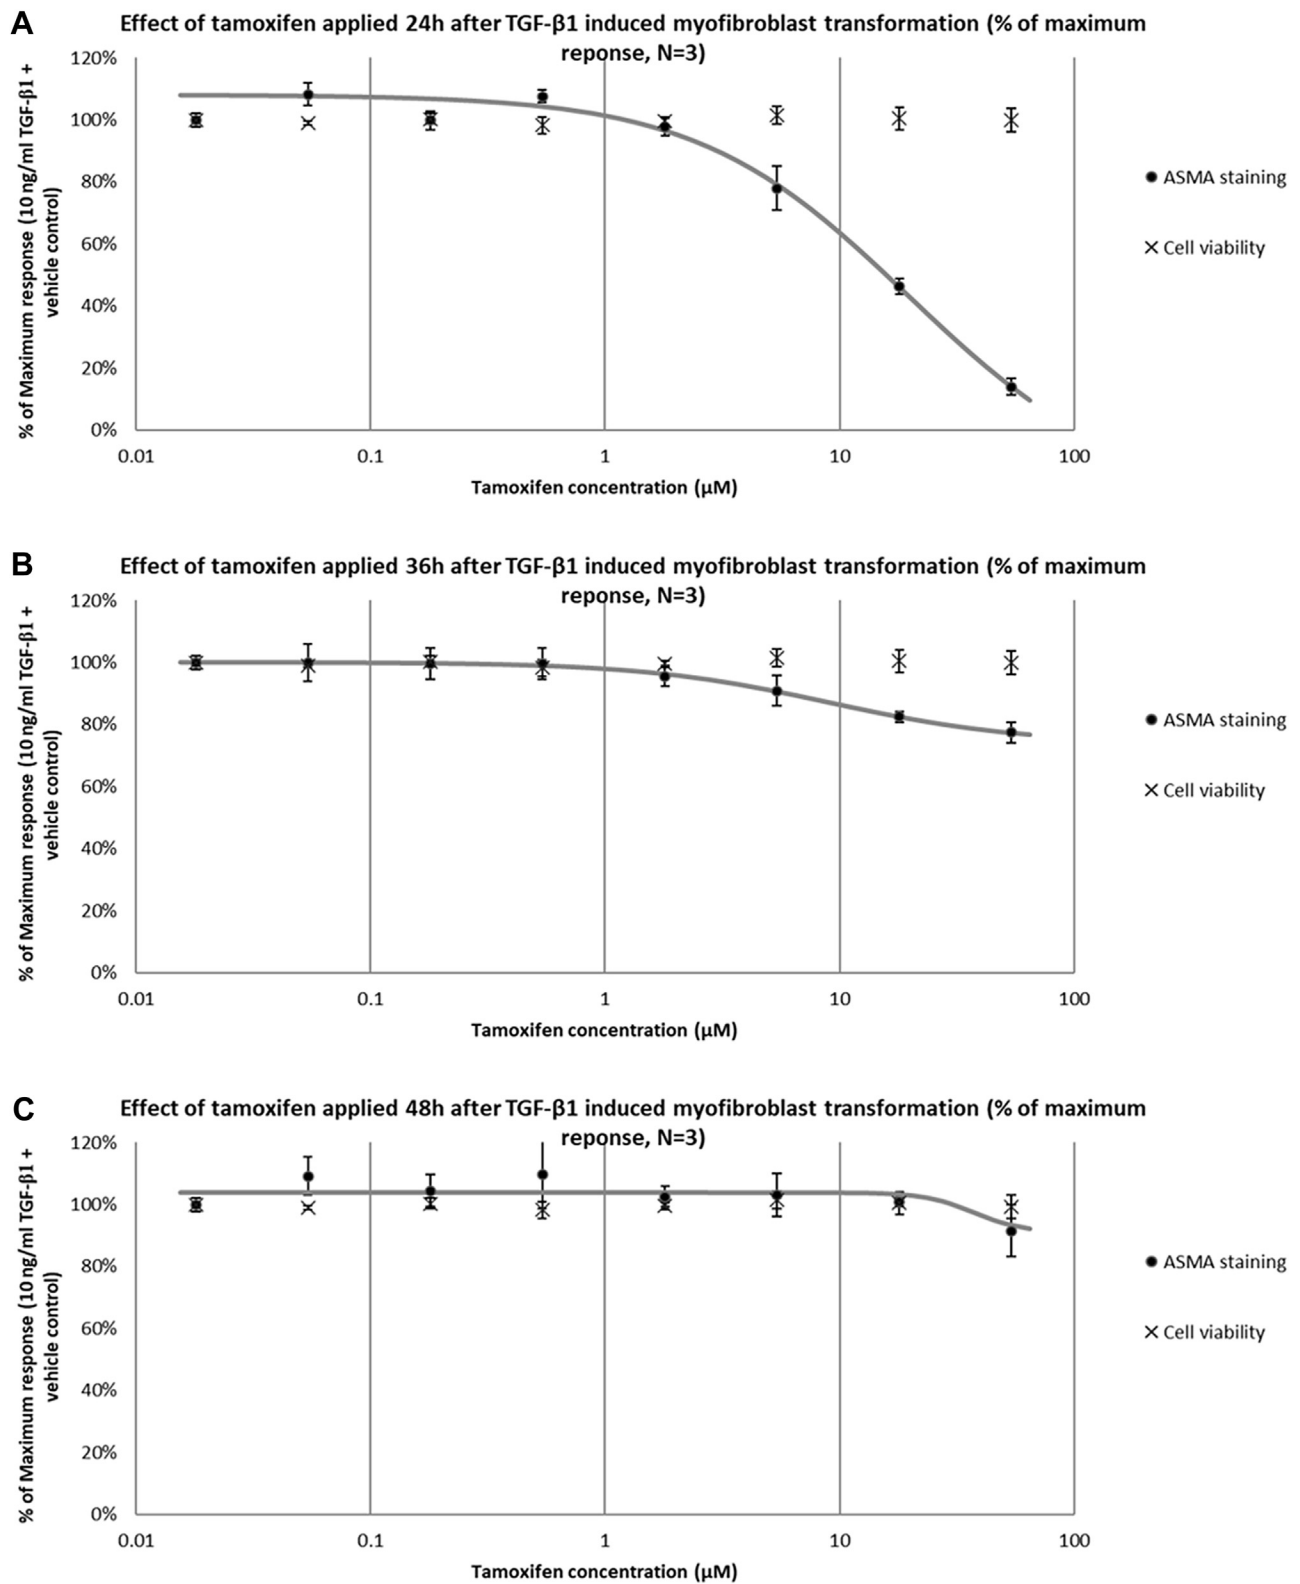 A
Effect of tamoxifen applied 24h after TGF-β1 induced myofibroblast transformation (% of maximum
reponse, N=3)
% of Maximum response (10 ng/ml TGF-β1 +
vehicle control)
120%
100%
80%
60%
40%
20%
0%
0.01
0.1
1
10
100
Tamoxifen concentration (µM)
ASMA staining
Cell viability
B
Effect of tamoxifen applied 36h after TGF-β1 induced myofibroblast transformation (% of maximum
reponse, N=3)
% of Maximum response (10 ng/ml TGF-β1 +
vehicle control)
120%
100%
80%
60%
40%
20%
0%
0.01
0.1
1
10
100
Tamoxifen concentration (µM)
ASMA staining
Cell viability
C
Effect of tamoxifen applied 48h after TGF-β1 induced myofibroblast transformation (% of maximum
reponse, N=3)
% of Maximum response (10 ng/ml TGF-β1 +
vehicle control)
120%
100%
80%
60%
40%
20%
0%
0.01
0.1
1
10
100
Tamoxifen concentration (µM)
ASMA staining
Cell viability